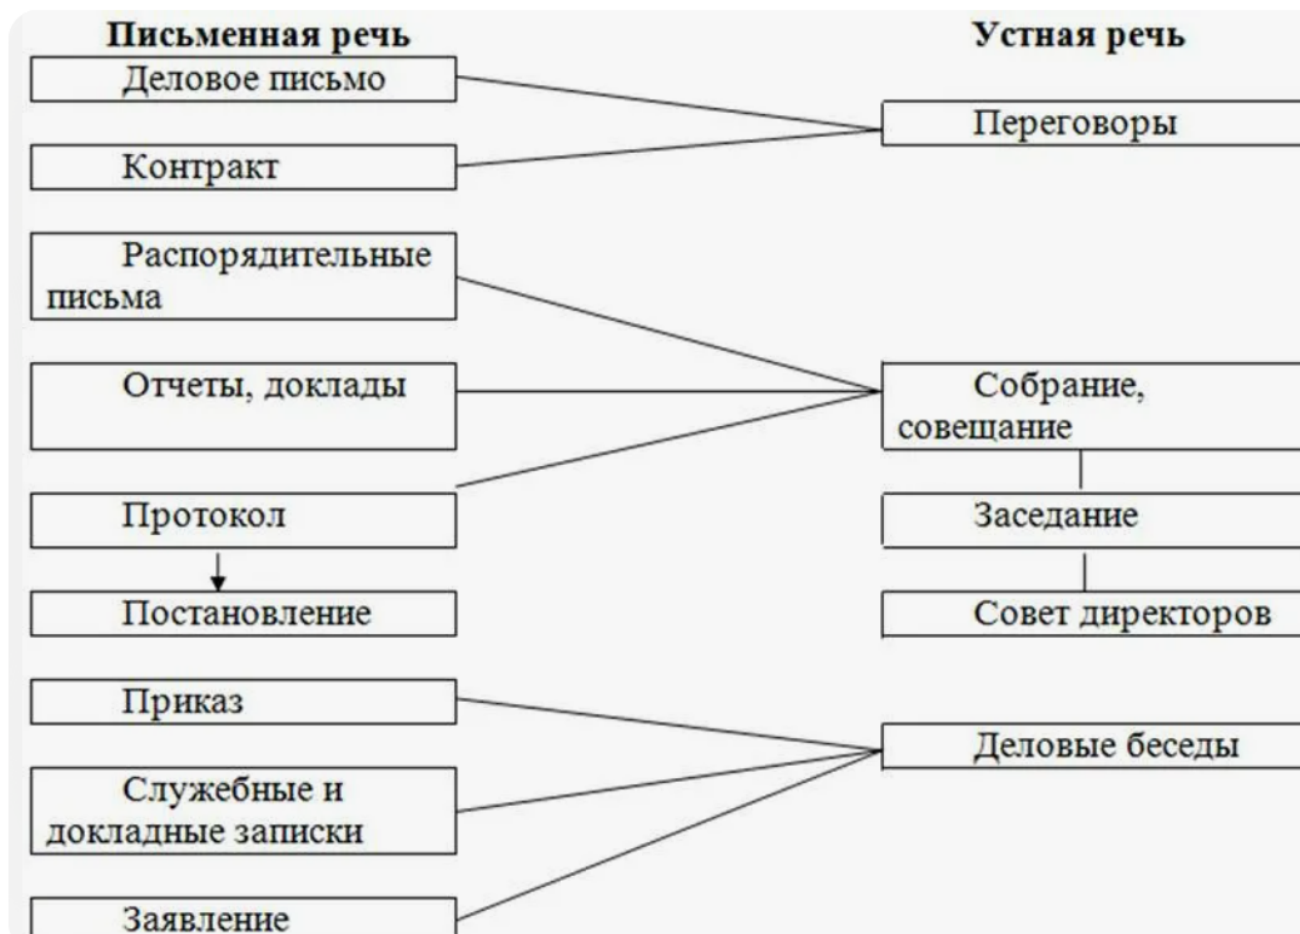 Письменная речь
Устная речь
Деловое письмо
Переговоры
Контракт
Распорядительные
письма
Отчеты, доклады
Собрание,
совещание
Протокол
Заседание
Постановление
Совет директоров
Приказ
Деловые беседы
Служебные и
докладные записки
Заявление